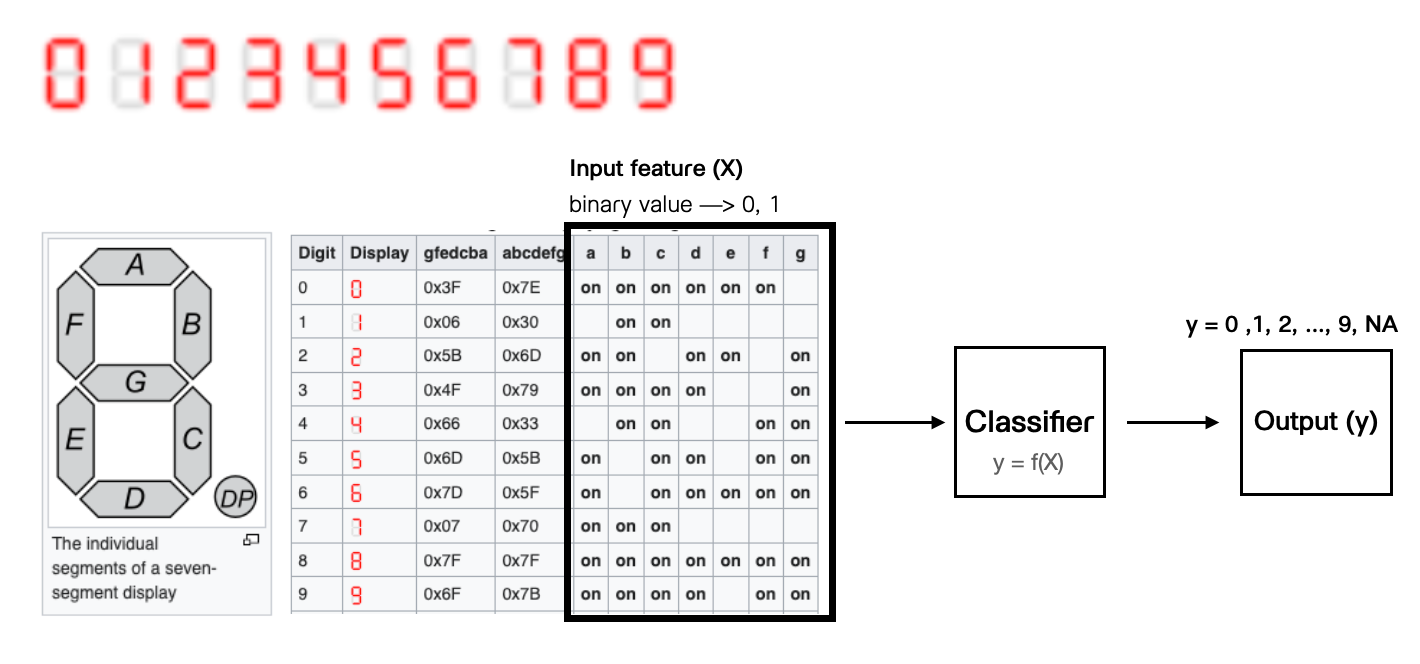 0 1 2 3 4 5 6 7 8 9
Input feature (X)
binary value —> 0, 1
A
F B
G
E C
D DP
The individual
segments of a seven-
segment display
Digit Display gfedcba abcdefg a b c d e f g
0 0 0x3F 0x7E on on on on on on
1 1 0x06 0x30 on on
2 2 0x5B 0x6D on on on on on
3 3 0x4F 0x79 on on on on on
4 4 0x66 0x33 on on on on
5 5 0x6D 0x5B on on on on on
6 6 0x7D 0x5F on on on on on on
7 7 0x07 0x70 on on on
8 8 0x7F 0x7F on on on on on on on
9 9 0x6F 0x7B on on on on on on
Classifier
y = f(X)
y = 0 ,1, 2, ..., 9, NA
Output (y)